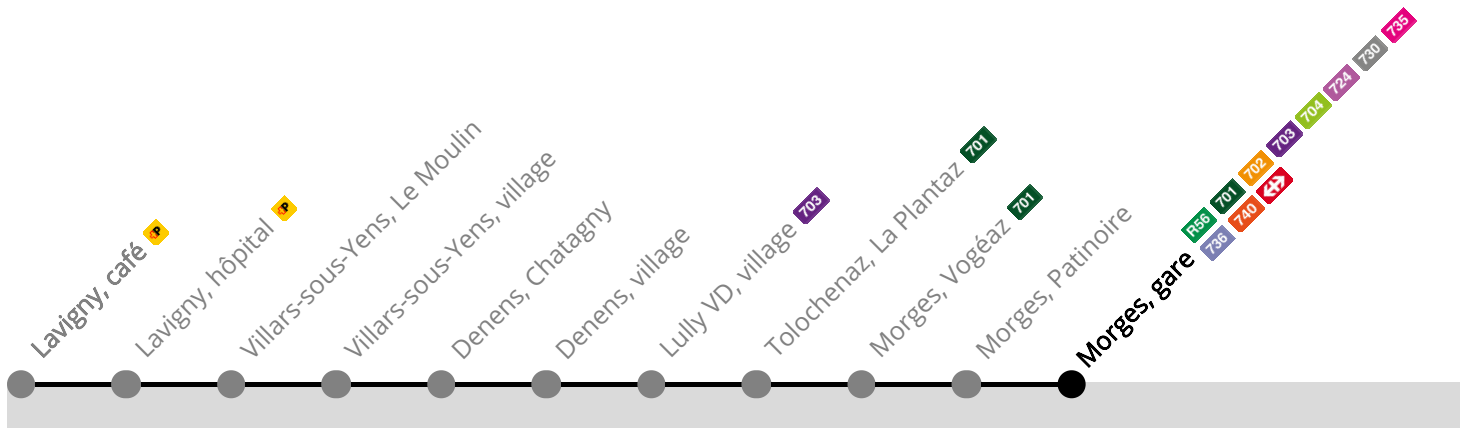 Lavigny, café P
Lavigny, hôpital P
Villars-sous-Yens, Le Moulin
Villars-sous-Yens, village
Denens, Chatagny
Denens, village
Lully VD, village 703
Tolochenaz, La Plantaz 701
Morges, Vogéaz 701
Morges, Patinoire
Morges, gare R56 701 702 703 704 724 730 735
736 740